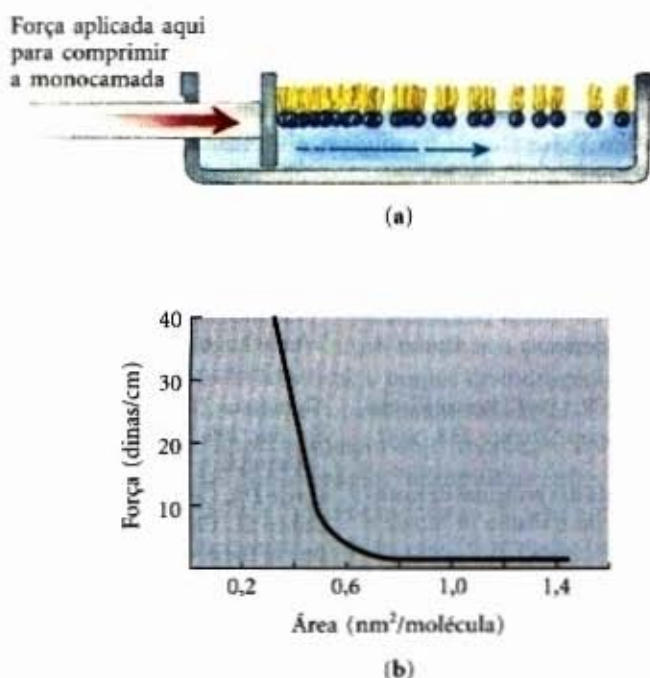 Força aplicada aqui
para comprimir
a monocamada
(a)
40
30
20
10
Força (dinas/cm)
0,2 0,6 1,0 1,4
Área (nm²/molécula)
(b)